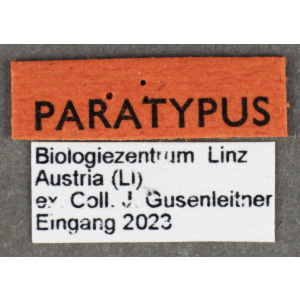 PARATYPUS
Biologiezentrum Linz
Austria (LI)
ex. Coll. J. Gusenleitner
Eingang 2023